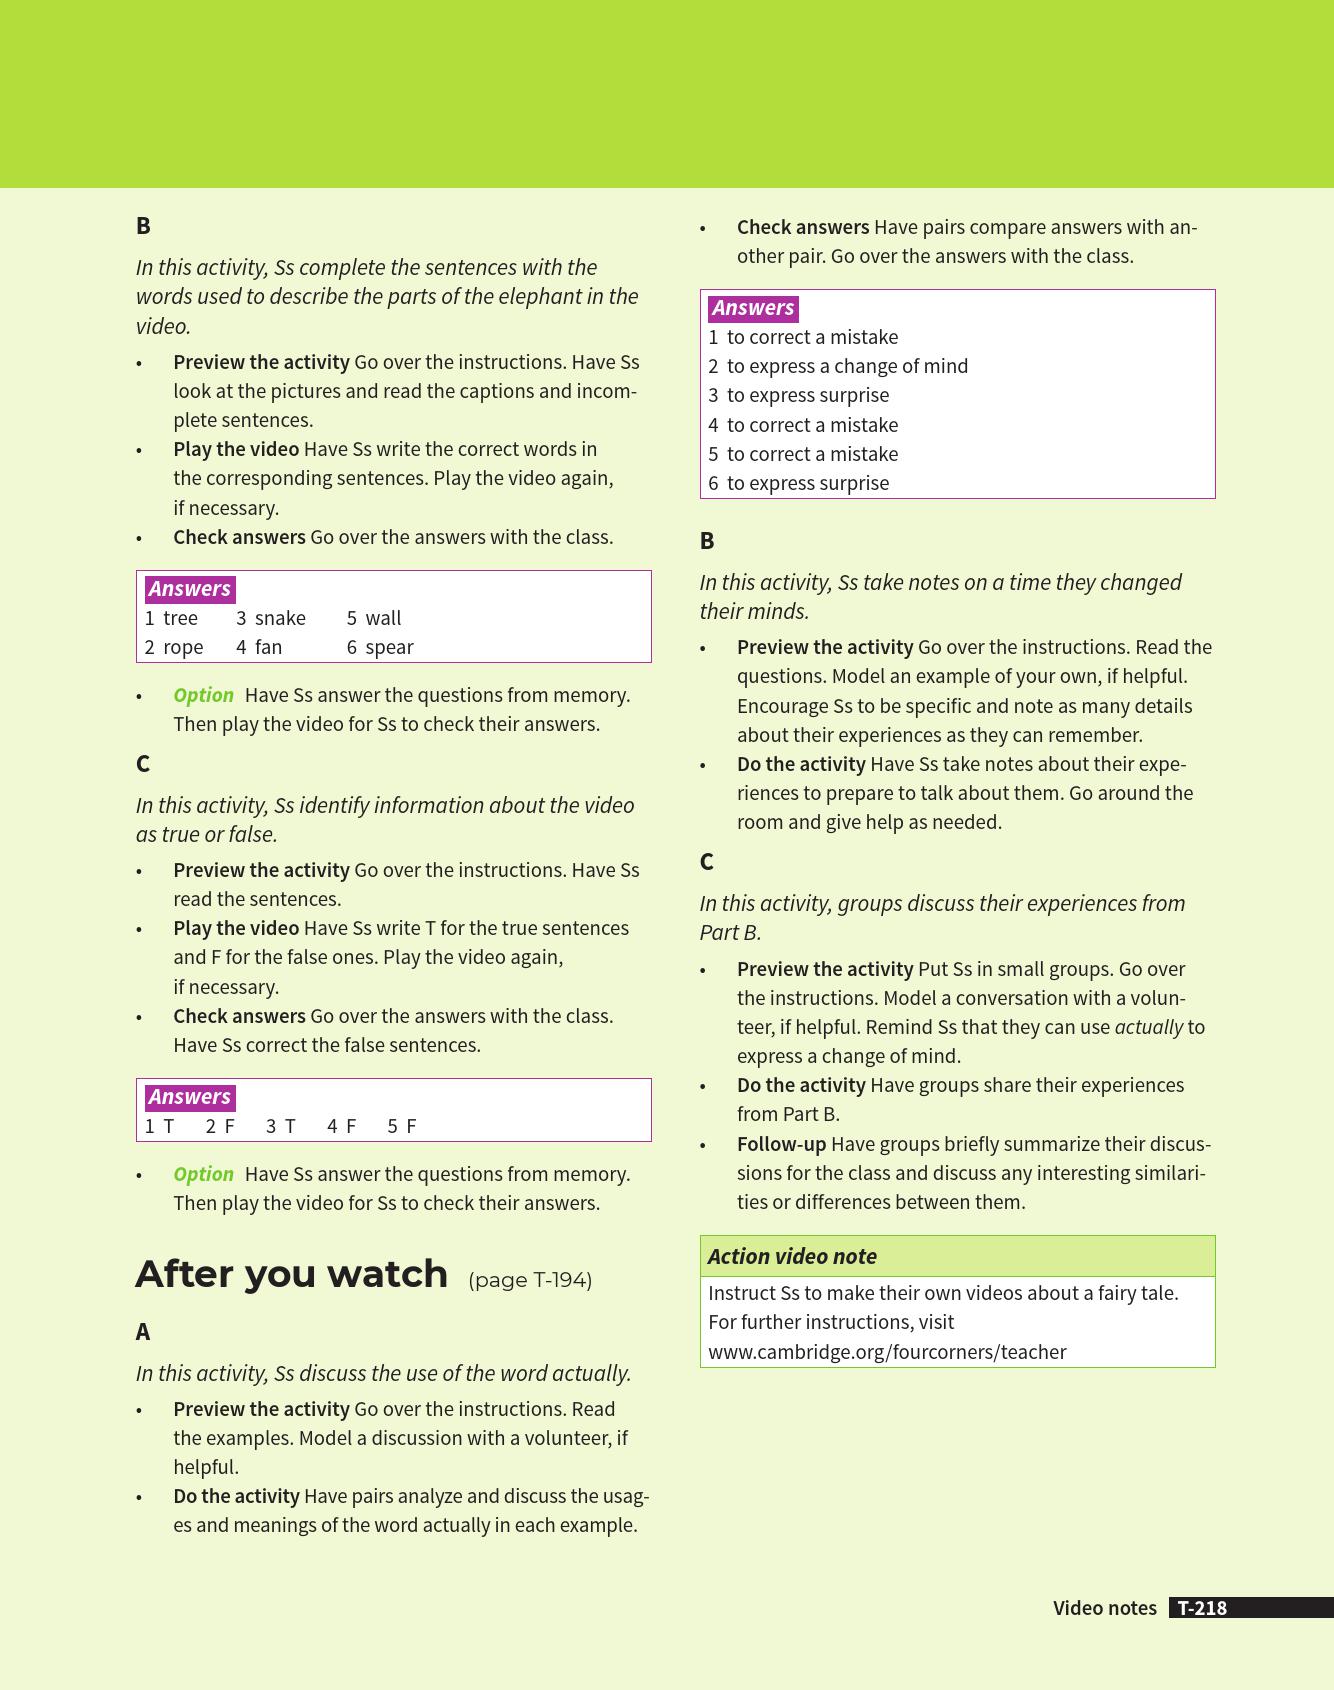 B
In this activity, Ss complete the sentences with the
words used to describe the parts of the elephant in the
video.
• Preview the activity Go over the instructions. Have Ss
look at the pictures and read the captions and incom-
plete sentences.
• Play the video Have Ss write the correct words in
the corresponding sentences. Play the video again,
if necessary.
• Check answers Go over the answers with the class.
Answers
1 tree 3 snake 5 wall
2 rope 4 fan 6 spear
• Option Have Ss answer the questions from memory.
Then play the video for Ss to check their answers.
C
In this activity, Ss identify information about the video
as true or false.
• Preview the activity Go over the instructions. Have Ss
read the sentences.
• Play the video Have Ss write T for the true sentences
and F for the false ones. Play the video again,
if necessary.
• Check answers Go over the answers with the class.
Have Ss correct the false sentences.
Answers
1 T 2 F 3 T 4 F 5 F
• Option Have Ss answer the questions from memory.
Then play the video for Ss to check their answers.
After you watch (page T-194)
A
In this activity, Ss discuss the use of the word actually.
• Preview the activity Go over the instructions. Read
the examples. Model a discussion with a volunteer, if
helpful.
• Do the activity Have pairs analyze and discuss the usag-
es and meanings of the word actually in each example.
• Check answers Have pairs compare answers with an-
other pair. Go over the answers with the class.
Answers
1 to correct a mistake
2 to express a change of mind
3 to express surprise
4 to correct a mistake
5 to correct a mistake
6 to express surprise
B
In this activity, Ss take notes on a time they changed
their minds.
• Preview the activity Go over the instructions. Read the
questions. Model an example of your own, if helpful.
Encourage Ss to be specific and note as many details
about their experiences as they can remember.
• Do the activity Have Ss take notes about their expe-
riences to prepare to talk about them. Go around the
room and give help as needed.
C
In this activity, groups discuss their experiences from
Part B.
• Preview the activity Put Ss in small groups. Go over
the instructions. Model a conversation with a volun-
teer, if helpful. Remind Ss that they can use actually to
express a change of mind.
• Do the activity Have groups share their experiences
from Part B.
• Follow-up Have groups briefly summarize their discus-
sions for the class and discuss any interesting similari-
ties or differences between them.
Action video note
Instruct Ss to make their own videos about a fairy tale.
For further instructions, visit
www.cambridge.org/fourcorners/teacher
Video notes T-218